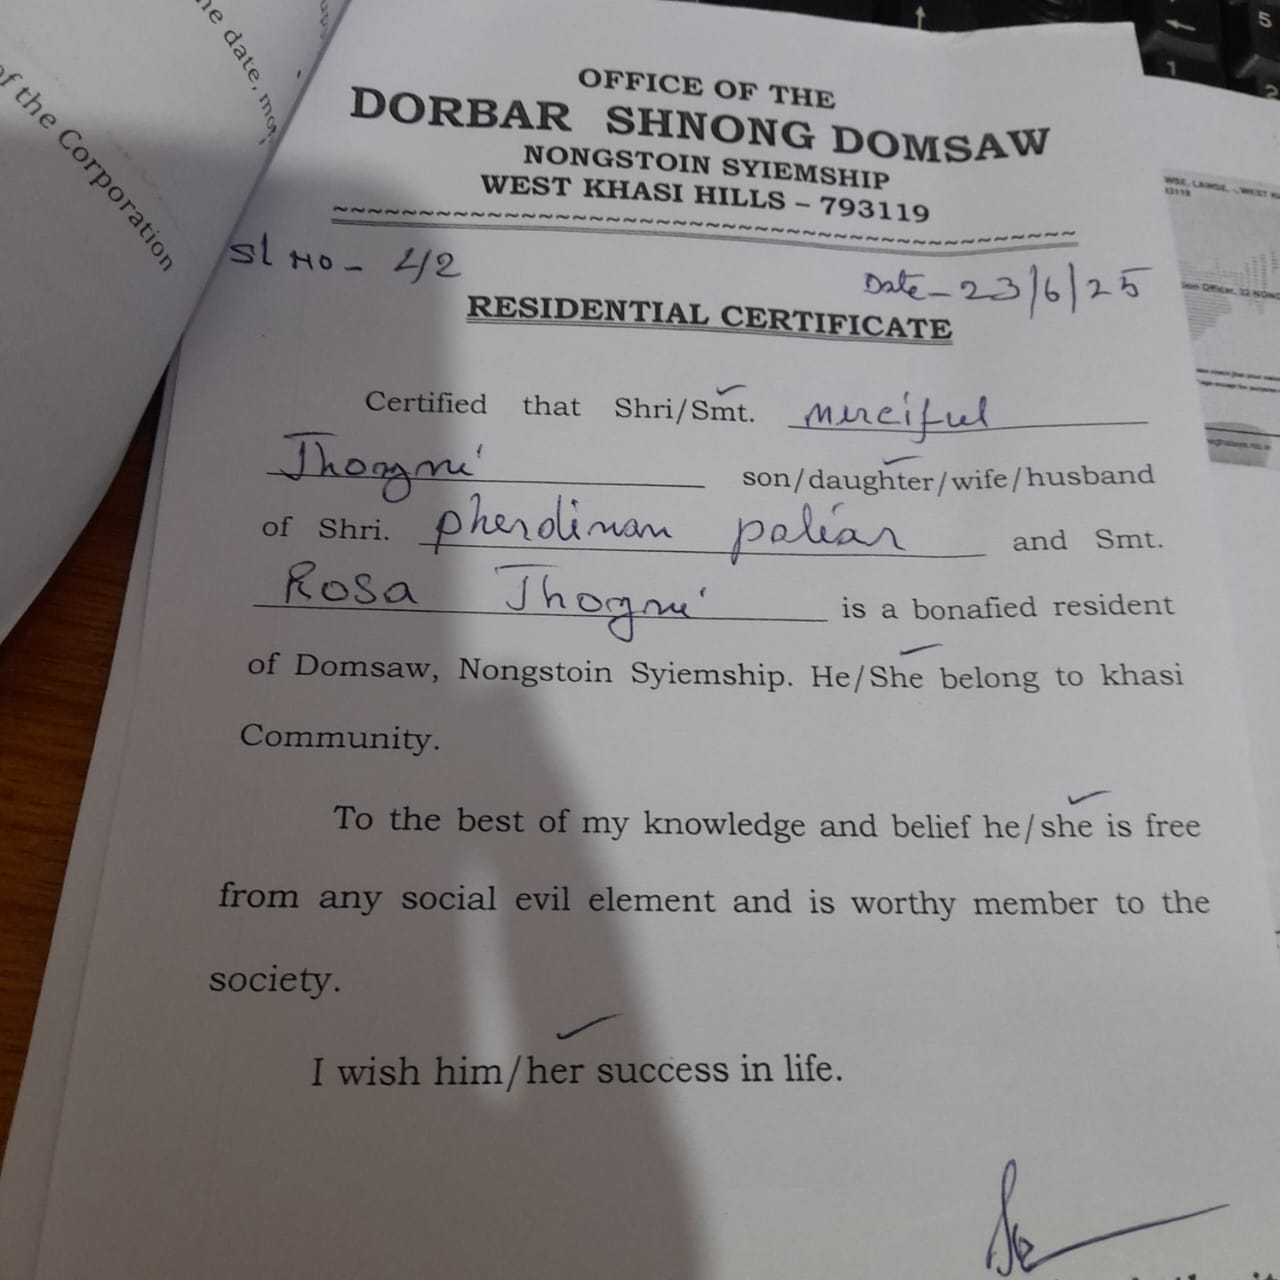 he date, mon
of the Corporation
OFFICE OF THE
DORBAR SHNONG DOMSAW
NONGSTOIN SYIEMSHIP
WEST KHASI HILLS – 793119
Sl No - 42
Date - 23/6/25
RESIDENTIAL CERTIFICATE
Certified that Shri/Smt. Merciful
Thongni son/daughter/wife/husband
of Shri. pherdinan paliar and Smt.
Rosa Thongni is a bonafied resident
of Domsaw, Nongstoin Syiemship. He/She belong to khasi
Community.
To the best of my knowledge and belief he/she is free
from any social evil element and is worthy member to the
society.
I wish him/her success in life.